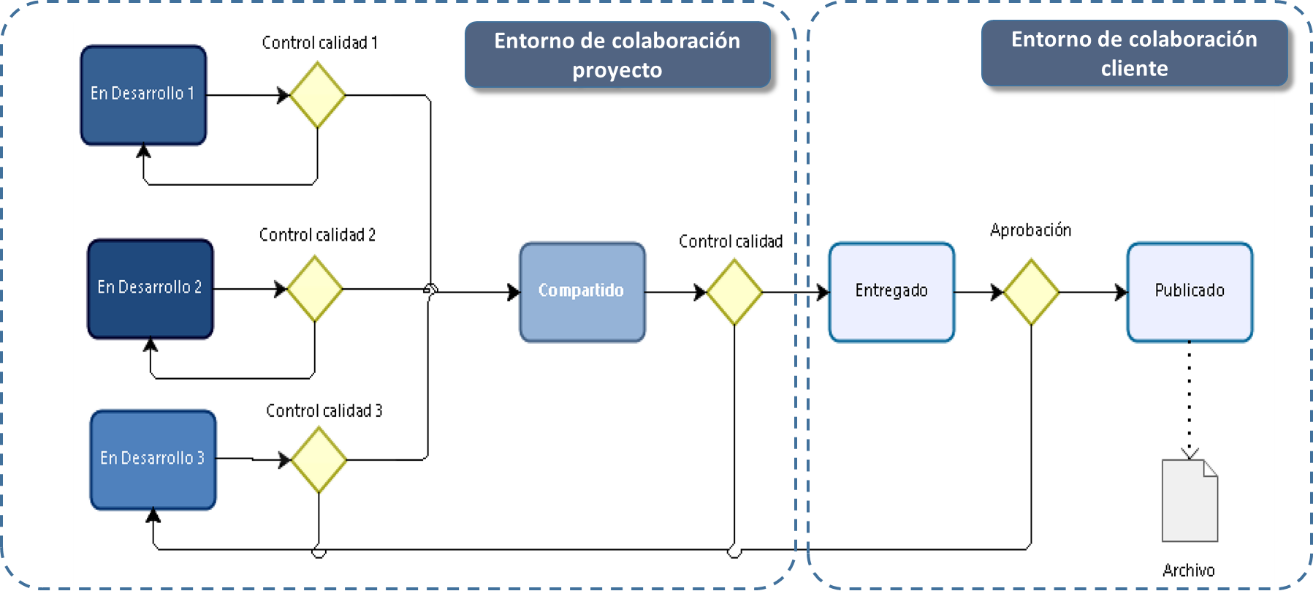 Entorno de colaboración
proyecto
Entorno de colaboración
cliente
Control calidad 1
En Desarrollo 1
Control calidad 2
En Desarrollo 2
Control calidad 3
En Desarrollo 3
Compartido
Control calidad
Entregado
Aprobación
Publicado
Archivo